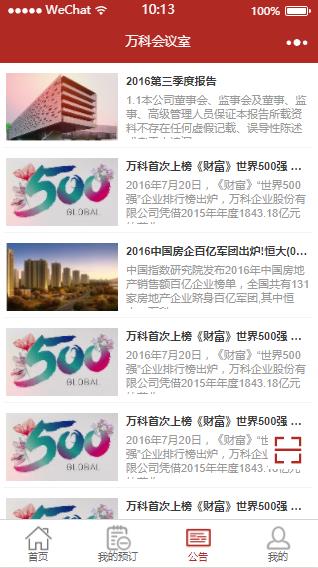 WeChat 10:13 100%
万科会议室
2016第三季度报告
1.1本公司董事会、监事会及董事、监
事、高级管理人员保证本报告所载资
料不存在任何虚假记载、误导性陈述
万科首次上榜《财富》世界500强 ...
2016年7月20日，《财富》“世界500
强”企业排行榜出炉，万科企业股份
有限公司凭借2015年年度1843.18亿元
500
GLOBAL
2016中国房企百亿军团出炉!恒大(0...
中国指数研究院发布2016年中国房地
产销售额百亿企业榜单，全国共有131
家房地产企业跻身百亿军团,其中恒
万科首次上榜《财富》世界500强 ...
2016年7月20日，《财富》“世界500
强”企业排行榜出炉，万科企业股份
有限公司凭借2015年年度1843.18亿元
500
GLOBAL
万科首次上榜《财富》世界500强 ...
2016年7月20日，《财富》“世
强”企业排行榜出炉，万科企
有限公司凭借2015年年度1843.18亿元
500
GLOBAL
万科首次上榜《财富》世界500强 ...
2016年7月20日，《财富》“世界500
首页
我的预订
公告
我的